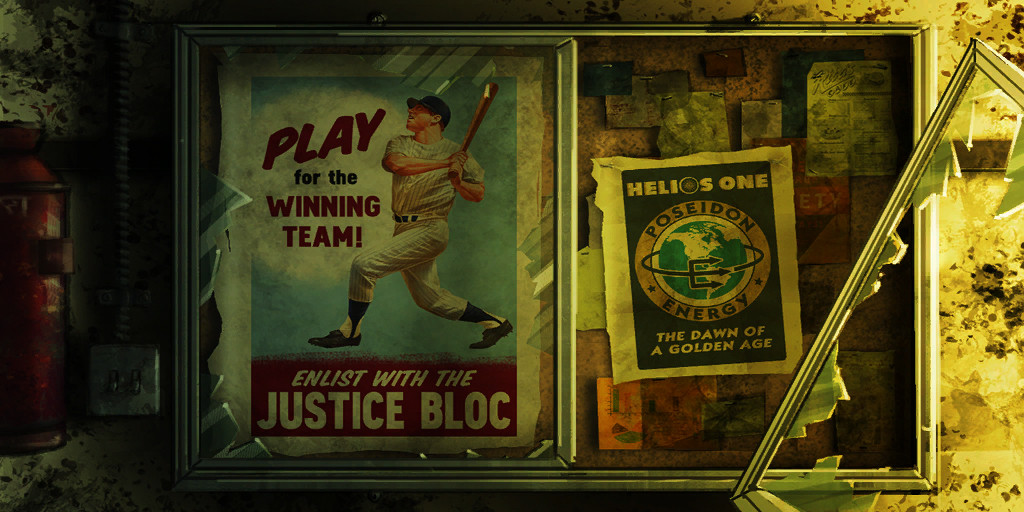 PLAY
for the
WINNING
TEAM!
ENLIST WITH THE
JUSTICE BLOC
HELIOS ONE
POSEIDON
ENERGY
THE DAWN OF
A GOLDEN AGE